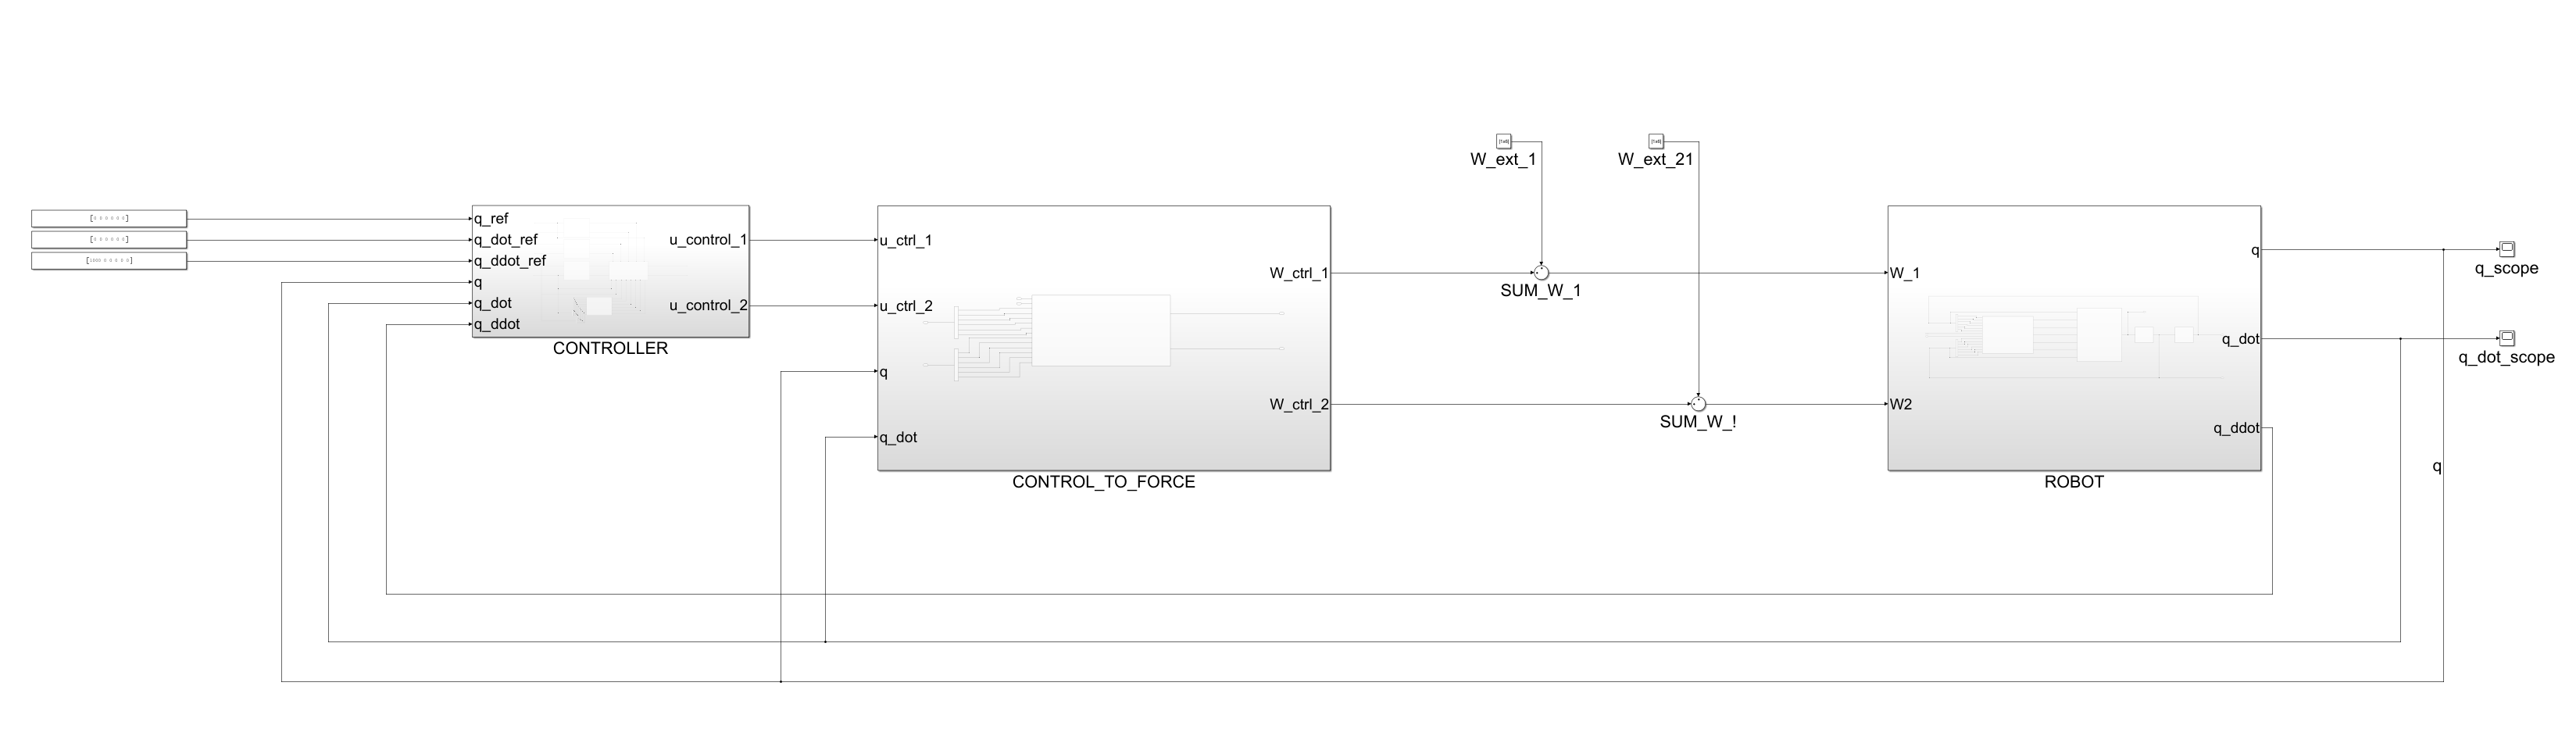 W_ext_1
W_ext_21
q_ref
q_dot_ref
q_ddot_ref
q
q_dot
q_ddot
u_control_1
u_control_2
CONTROLLER
u_ctrl_1
u_ctrl_2
q
q_dot
W_ctrl_1
W_ctrl_2
CONTROL_TO_FORCE
SUM_W_1
SUM_W_!
W_1
W2
q
q_dot
q_ddot
ROBOT
q_scope
q_dot_scope
q